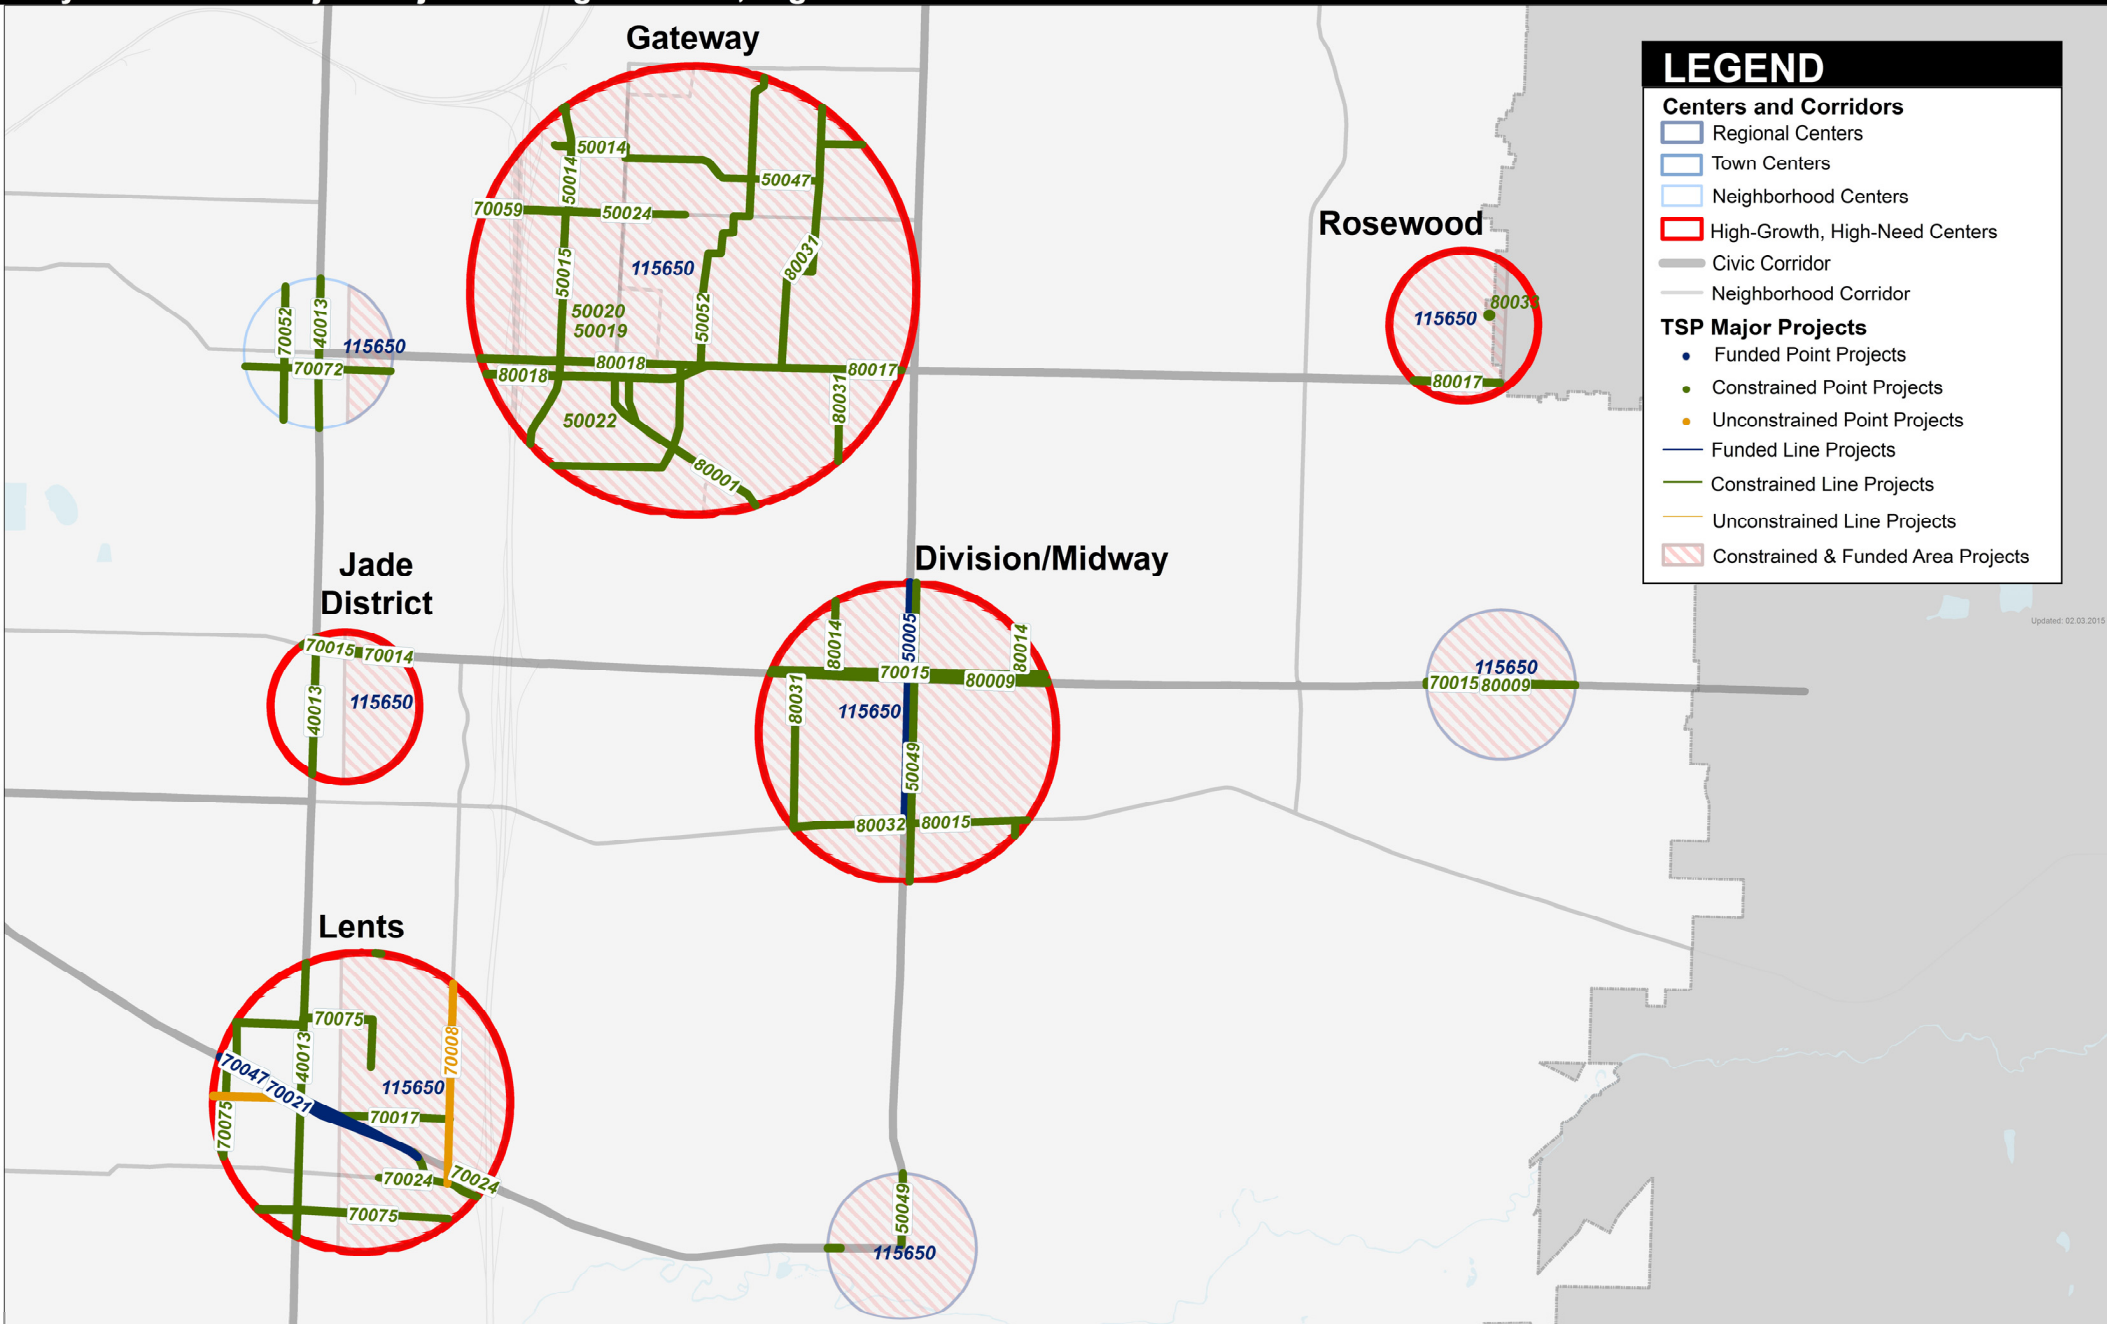 Gateway
50014
50014
50047
70059
50024
50015
115650
80031
50052
50020
50019
80018
80018
80017
80031
50022
80001
Rosewood
115650
80017
70052
40013
115650
70072
LEGEND
Centers and Corridors
Regional Centers
Town Centers
Neighborhood Centers
High-Growth, High-Need Centers
Civic Corridor
Neighborhood Corridor
TSP Major Projects
Funded Point Projects
Constrained Point Projects
Unconstrained Point Projects
Funded Line Projects
Constrained Line Projects
Unconstrained Line Projects
Constrained & Funded Area Projects
Updated: 02.03.2015
Jade
District
70015
70014
40013
115650
Division/Midway
50005
80014
80014
70015
80009
80031
115650
50049
80032
80015
115650
70015
80009
Lents
70075
40013
70008
70047
70021
115650
70075
70017
70024
70024
70075
50049
115650